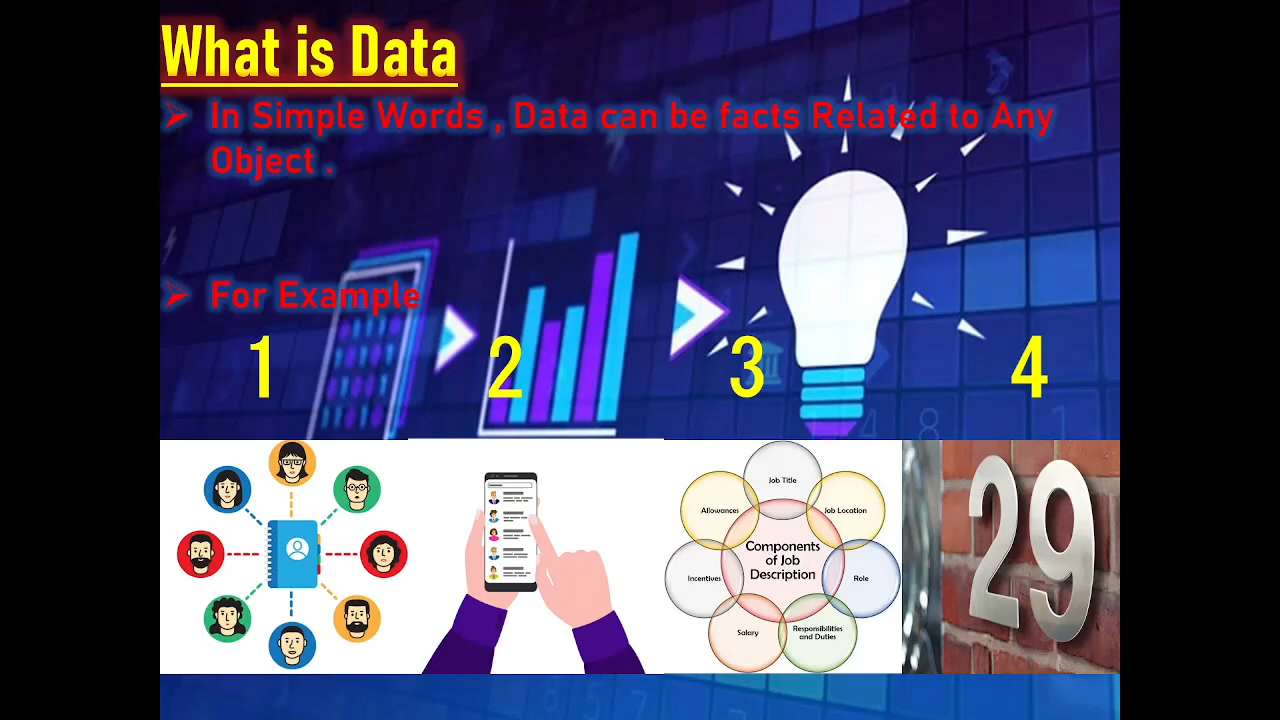 What is Data
In Simple Words , Data can be facts Related to Any
Object .
For Example
1 2 3 4
Job Title
Allowances
Job Location
Components
of Job
Description
Incentives
Role
Salary
Responsibilities
and Duties
29